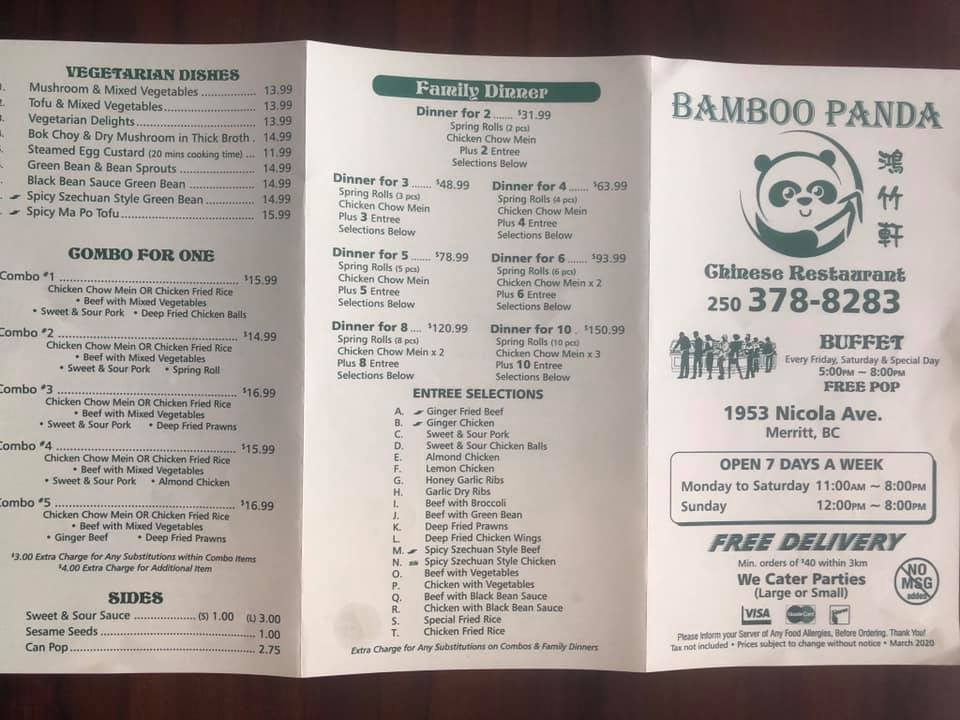 VEGETARIAN DISHES
Mushroom & Mixed Vegetables ................ 13.99
Tofu & Mixed Vegetables........................... 13.99
Vegetarian Delights.................................. 13.99
Bok Choy & Dry Mushroom in Thick Broth . 14.99
Steamed Egg Custard (20 mins cooking time) ... 11.99
Green Bean & Bean Sprouts ...................... 14.99
Black Bean Sauce Green Bean ................... 14.99
Spicy Szechuan Style Green Bean.............. 14.99
Spicy Ma Po Tofu...................................... 15.99
COMBO FOR ONE
Combo #1 ................................................ $15.99
Chicken Chow Mein OR Chicken Fried Rice
• Beef with Mixed Vegetables
• Sweet & Sour Pork • Deep Fried Chicken Balls
Combo #2 ................................................ $14.99
Chicken Chow Mein OR Chicken Fried Rice
• Beef with Mixed Vegetables
• Sweet & Sour Pork • Spring Roll
Combo #3 ................................................ $16.99
Chicken Chow Mein OR Chicken Fried Rice
• Beef with Mixed Vegetables
• Sweet & Sour Pork • Deep Fried Prawns
Combo #4 ................................................ $15.99
Chicken Chow Mein OR Chicken Fried Rice
• Beef with Mixed Vegetables
• Sweet & Sour Pork • Almond Chicken
Combo #5 ................................................ $16.99
Chicken Chow Mein OR Chicken Fried Rice
• Beef with Mixed Vegetables
• Ginger Beef • Deep Fried Prawns
$3.00 Extra Charge for Any Substitutions within Combo Items
$4.00 Extra Charge for Additional Item
SIDES
Sweet & Sour Sauce .................. (S) 1.00 (L) 3.00
Sesame Seeds ........................................... 1.00
Can Pop.................................................... 2.75
Family Dinner
Dinner for 2 ....... $31.99
Spring Rolls (2 pcs)
Chicken Chow Mein
Plus 2 Entree
Selections Below
Dinner for 3 ....... $48.99
Spring Rolls (3 pcs)
Chicken Chow Mein
Plus 3 Entree
Selections Below
Dinner for 4 ....... $63.99
Spring Rolls (4 pcs)
Chicken Chow Mein
Plus 4 Entree
Selections Below
Dinner for 5 ....... $78.99
Spring Rolls (5 pcs)
Chicken Chow Mein
Plus 5 Entree
Selections Below
Dinner for 6 ....... $93.99
Spring Rolls (6 pcs)
Chicken Chow Mein x 2
Plus 6 Entree
Selections Below
Dinner for 8 .... $120.99
Spring Rolls (8 pcs)
Chicken Chow Mein x 2
Plus 8 Entree
Selections Below
Dinner for 10 . $150.99
Spring Rolls (10 pcs)
Chicken Chow Mein x 3
Plus 10 Entree
Selections Below
ENTREE SELECTIONS
A. Ginger Fried Beef
B. Ginger Chicken
C. Sweet & Sour Pork
D. Sweet & Sour Chicken Balls
E. Almond Chicken
F. Lemon Chicken
G. Honey Garlic Ribs
H. Garlic Dry Ribs
I. Beef with Broccoli
J. Beef with Green Bean
K. Deep Fried Prawns
L. Deep Fried Chicken Wings
M. Spicy Szechuan Style Beef
N. Spicy Szechuan Style Chicken
O. Beef with Vegetables
P. Chicken with Vegetables
Q. Beef with Black Bean Sauce
R. Chicken with Black Bean Sauce
S. Special Fried Rice
T. Chicken Fried Rice
Extra Charge for Any Substitutions on Combos & Family Dinners
BAMBOO PANDA
鴻
竹
軒
Chinese Restaurant
250 378-8283
BUFFET
Every Friday, Saturday & Special Day
5:00PM ~ 8:00PM
FREE POP
1953 Nicola Ave.
Merritt, BC
OPEN 7 DAYS A WEEK
Monday to Saturday 11:00AM ~ 8:00PM
Sunday 12:00PM ~ 8:00PM
FREE DELIVERY
Min. orders of $40 within 3km
We Cater Parties
(Large or Small)
NO
MSG
added
VISA MasterCard
Please Inform your Server of Any Food Allergies, Before Ordering. Thank You!
Tax not included • Prices subject to change without notice • March 2020